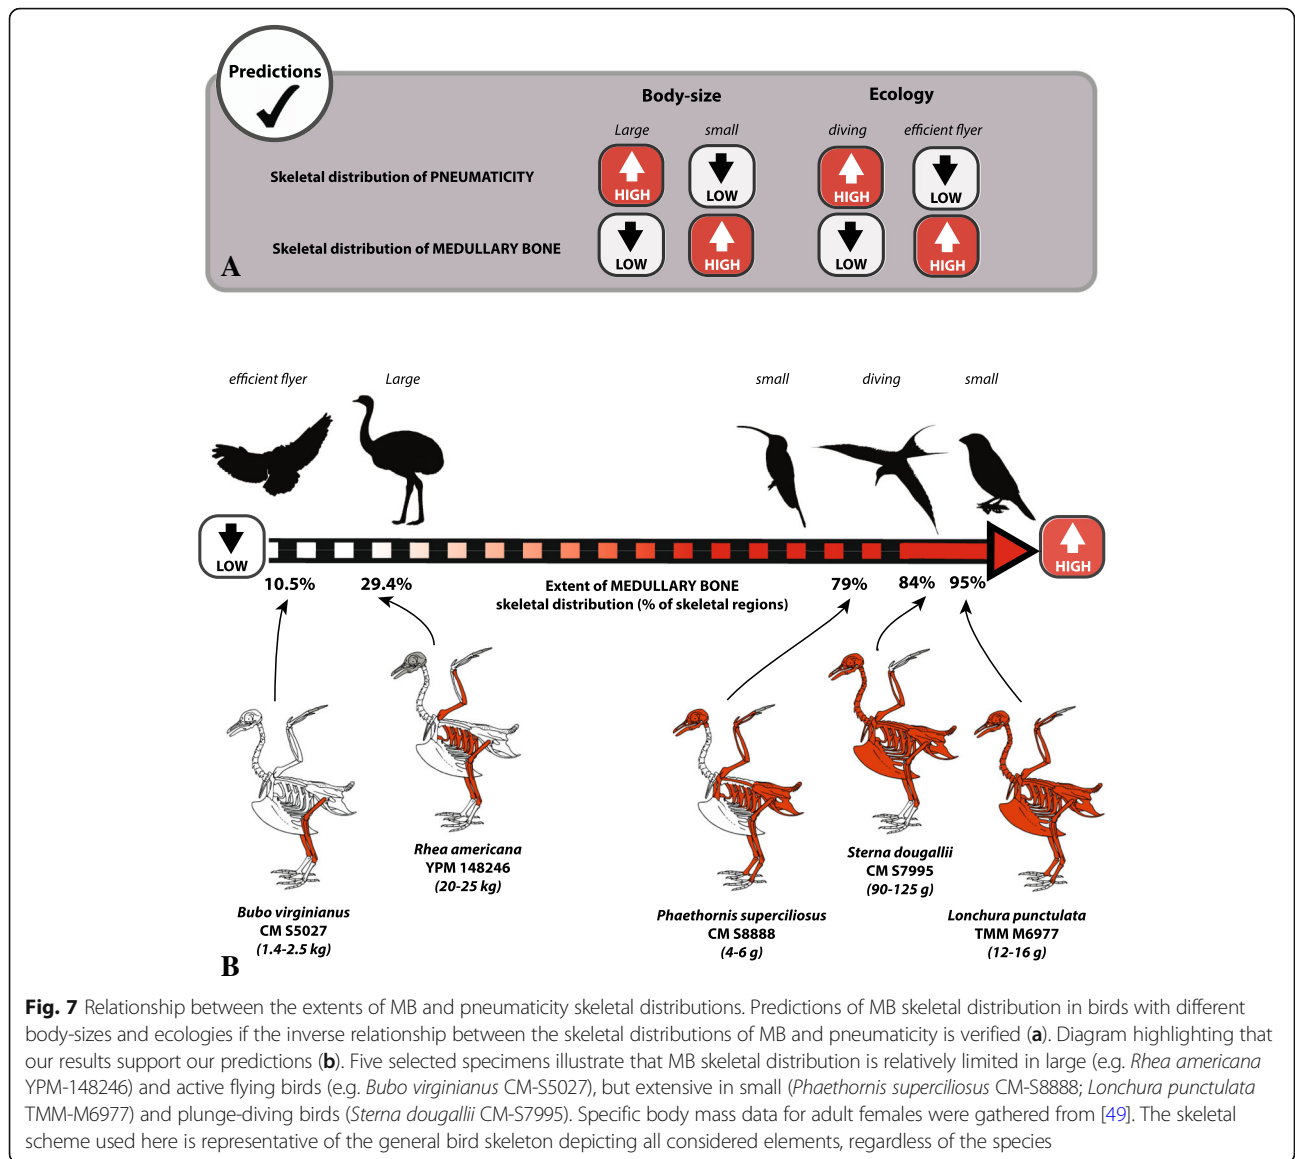 Predictions
Body-size
Ecology
Large
small
diving
efficient flyer
Skeletal distribution of PNEUMATICITY
HIGH
LOW
HIGH
LOW
Skeletal distribution of MEDULLARY BONE
LOW
HIGH
LOW
HIGH
A
efficient flyer
Large
small
diving
small
LOW
HIGH
10.5%
29.4%
Extent of MEDULLARY BONE
skeletal distribution (% of skeletal regions)
79%
84%
95%
Rhea americana
YPM 148246
(20-25 kg)
Sterna dougallii
CM S7995
(90-125 g)
Bubo virginianus
CM S5027
(1.4-2.5 kg)
Phaethornis superciliosus
CM S8888
(4-6 g)
Lonchura punctulata
TMM M6977
(12-16 g)
B
Fig. 7 Relationship between the extents of MB and pneumaticity skeletal distributions. Predictions of MB skeletal distribution in birds with different
body-sizes and ecologies if the inverse relationship between the skeletal distributions of MB and pneumaticity is verified (a). Diagram highlighting that
our results support our predictions (b). Five selected specimens illustrate that MB skeletal distribution is relatively limited in large (e.g. Rhea americana
YPM-148246) and active flying birds (e.g. Bubo virginianus CM-S5027), but extensive in small (Phaethornis superciliosus CM-S8888; Lonchura punctulata
TMM-M6977) and plunge-diving birds (Sterna dougallii CM-S7995). Specific body mass data for adult females were gathered from [49]. The skeletal
scheme used here is representative of the general bird skeleton depicting all considered elements, regardless of the species